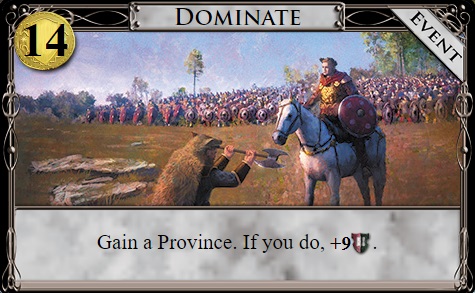 14
DOMINATE
EVENT
Gain a Province. If you do, +9.